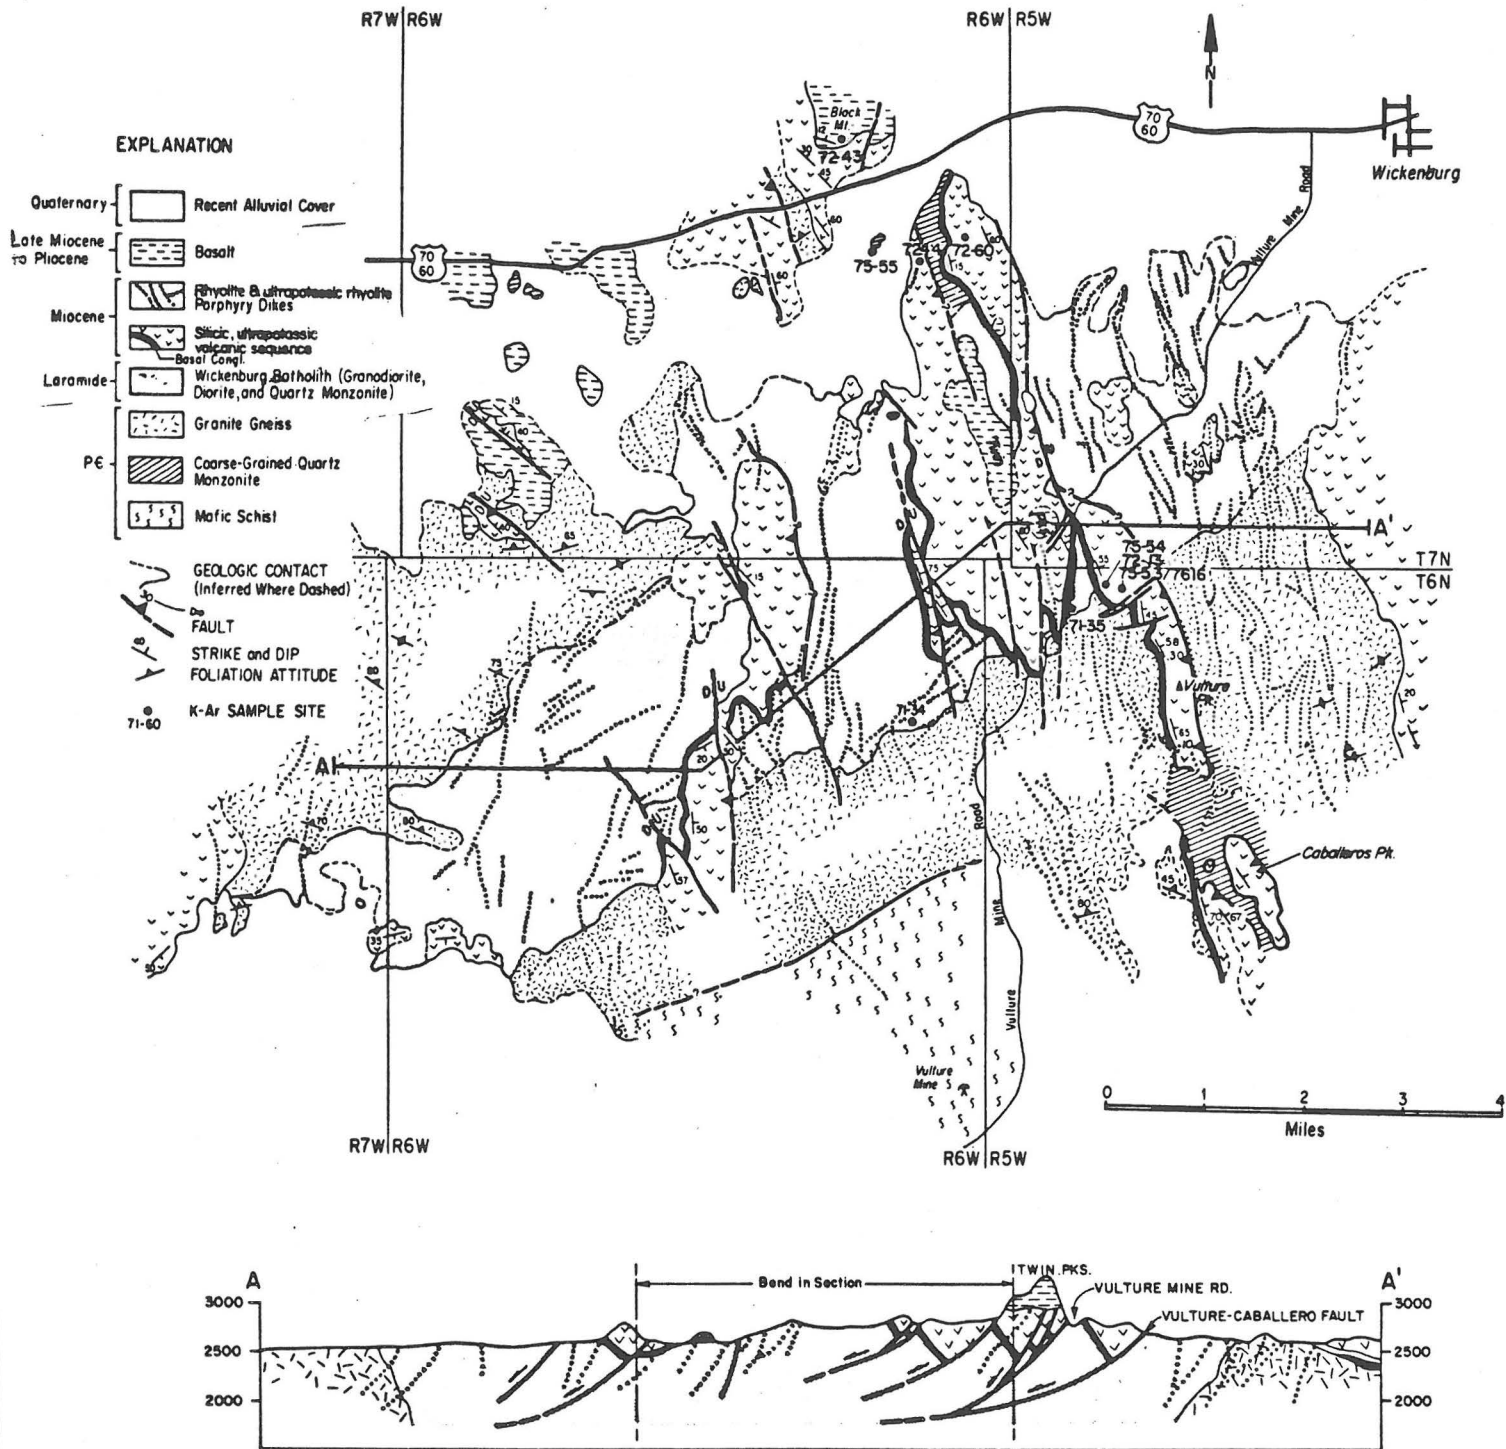 R7W R6W
R6W R5W
N
70
60
Wickenburg
Black
Mt.
72-43
Vulture Mine Road
EXPLANATION
Quaternary
Recent Alluvial Cover
Late Miocene
to Pliocene
Basalt
Miocene
Rhyolite & ultrapotassic rhyolite
Porphyry Dikes
Silicic, ultrapotassic
volcanic sequence
Basal Congl.
Laramide
Wickenburg Batholith (Granodiorite,
Diorite, and Quartz Monzonite)
PЄ
Granite Gneiss
Coarse-Grained Quartz
Monzonite
Mafic Schist
GEOLOGIC CONTACT
(Inferred Where Dashed)
Dip
FAULT
STRIKE and DIP
FOLIATION ATTITUDE
K-Ar SAMPLE SITE
71-60
70
60
75-55
72-60
A'
T7N
T6N
75-54
71-35
Vulture
Pk.
71-34
A
D U
Caballeros Pk.
Road
Mine
Vulture
Vulture
Mine
0 1 2 3 4
Miles
R7W R6W
R6W R5W
A
A'
Bend in Section
TWIN PKS.
VULTURE MINE RD.
VULTURE-CABALLERO FAULT
3000
2500
2000
3000
2500
2000